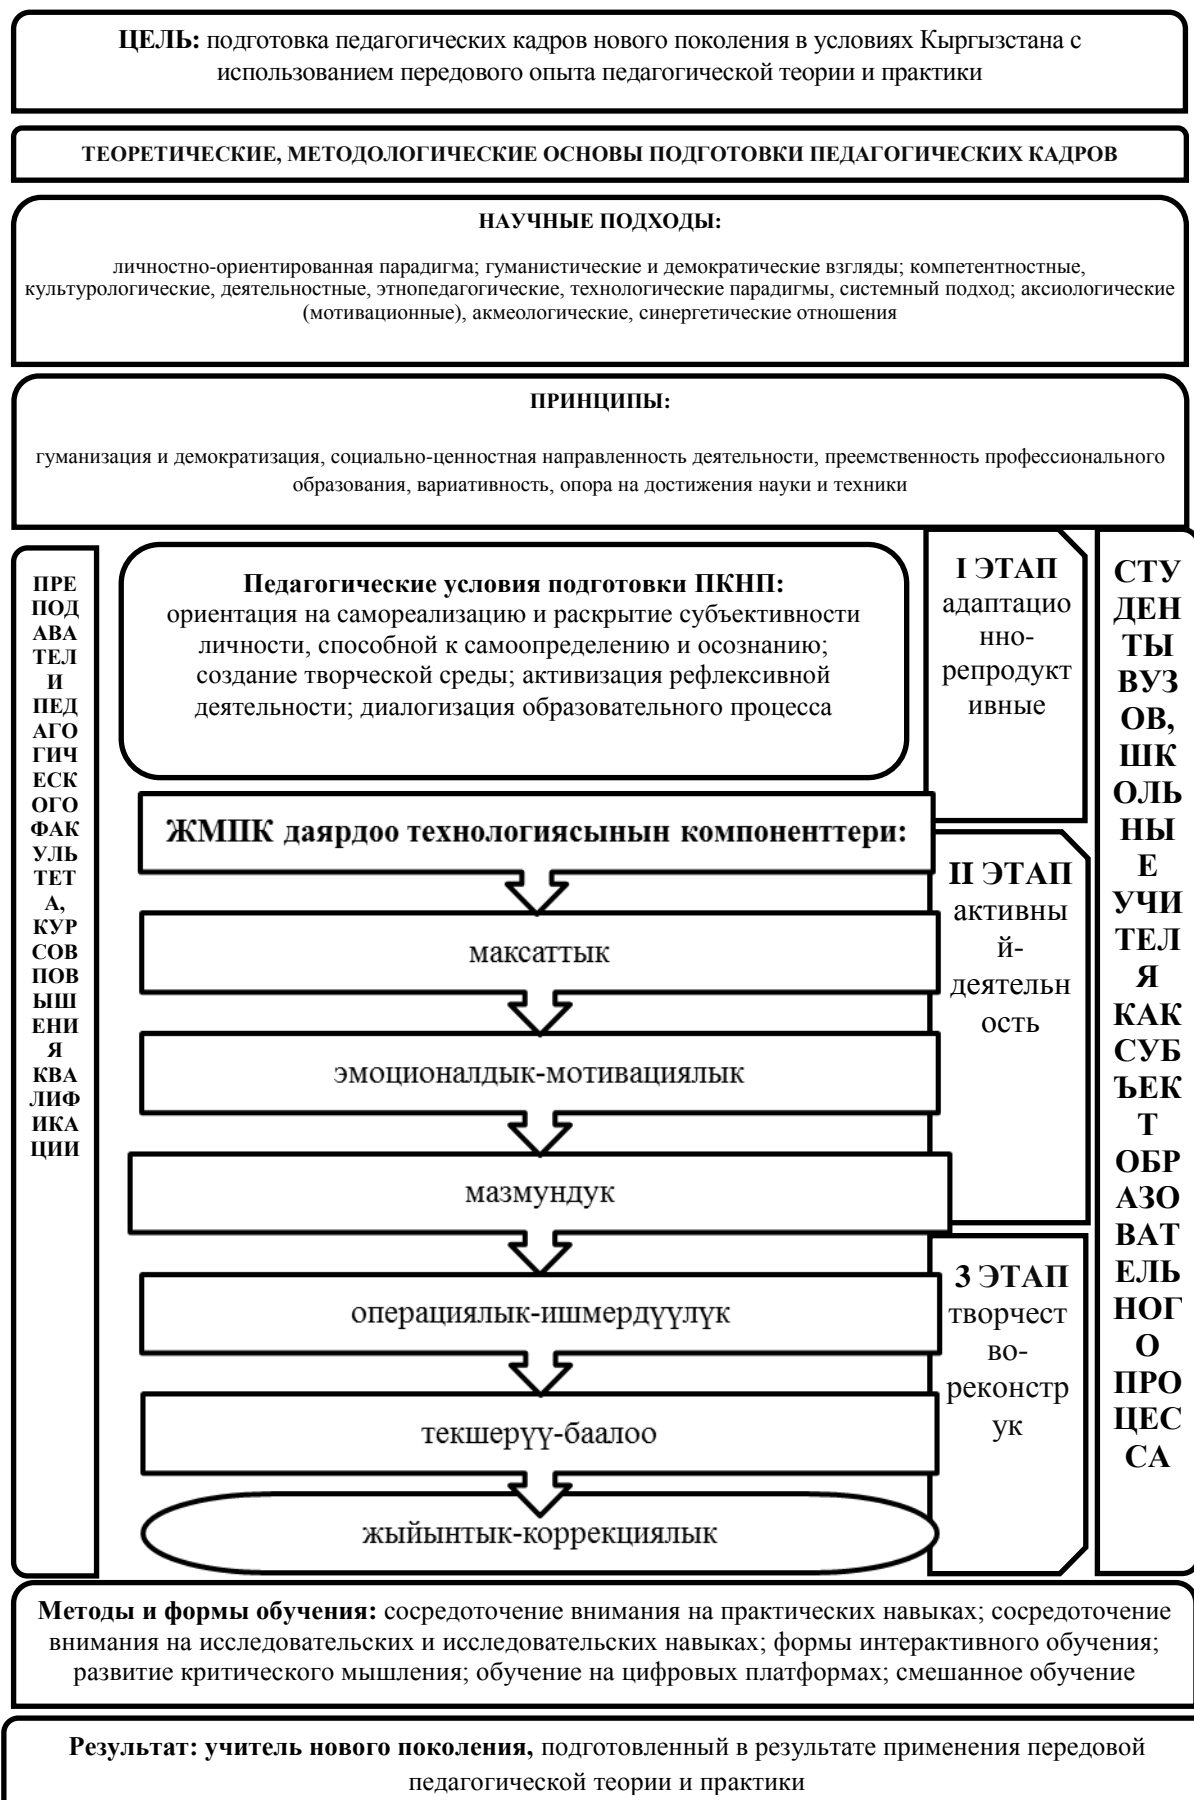 ЦЕЛЬ: подготовка педагогических кадров нового поколения в условиях Кыргызстана с
использованием передового опыта педагогической теории и практики
ТЕОРЕТИЧЕСКИЕ, МЕТОДОЛОГИЧЕСКИЕ ОСНОВЫ ПОДГОТОВКИ ПЕДАГОГИЧЕСКИХ КАДРОВ
НАУЧНЫЕ ПОДХОДЫ:
личностно-ориентированная парадигма; гуманистические и демократические взгляды; компетентностные,
культурологические, деятельностные, этнопедагогические, технологические парадигмы, системный подход; аксиологические
(мотивационные), акмеологические, синергетические отношения
ПРИНЦИПЫ:
гуманизация и демократизация, социально-ценностная направленность деятельности, преемственность профессионального
образования, вариативность, опора на достижения науки и техники
ПРЕ
ПОД
АВА
ТЕЛ
И
ПЕД
АГО
ГИЧ
ЕСК
ОГО
ФАК
УЛЬ
ТЕТ
А,
КУР
СОВ
ПОВ
ЫШ
ЕНИ
Я
КВА
ЛИФ
ИКА
ЦИИ
Педагогические условия подготовки ПКНП:
ориентация на самореализацию и раскрытие субъективности
личности, способной к самоопределению и осознанию;
создание творческой среды; активизация рефлексивной
деятельности; диалогизация образовательного процесса
ЖМПК даярдоо технологиясынын компоненттери:
максаттык
эмоционалдык-мотивациялык
мазмундук
операциялык-ишмердүүлүк
текшерүү-баалоо
жыйынтык-коррекциялык
I ЭТАП
адаптацио
нно-
репродукт
ивные
II ЭТАП
активны
й-
деятельн
ость
3 ЭТАП
творчест
во-
реконстр
ук
СТУ
ДЕН
ТЫ
ВУЗ
ОВ,
ШК
ОЛЬ
НЫ
Е
УЧИ
ТЕЛ
Я
КАК
СУБ
ЪЕК
Т
ОБР
АЗО
ВАТ
ЕЛЬ
НОГ
О
ПРО
ЦЕС
СА
Методы и формы обучения: сосредоточение внимания на практических навыках; сосредоточение
внимания на исследовательских и исследовательских навыках; формы интерактивного обучения;
развитие критического мышления; обучение на цифровых платформах; смешанное обучение
Результат: учитель нового поколения, подготовленный в результате применения передовой
педагогической теории и практики